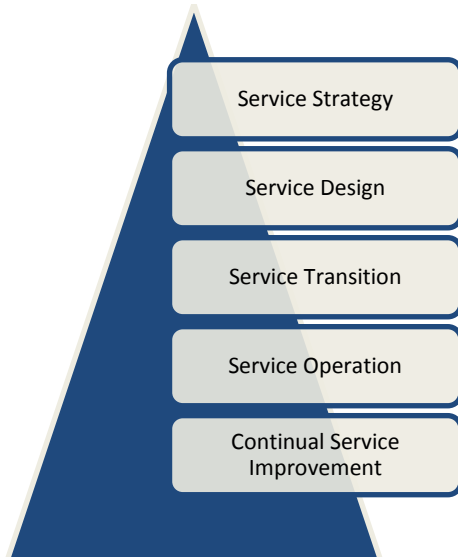 Service Strategy
Service Design
Service Transition
Service Operation
Continual Service
Improvement